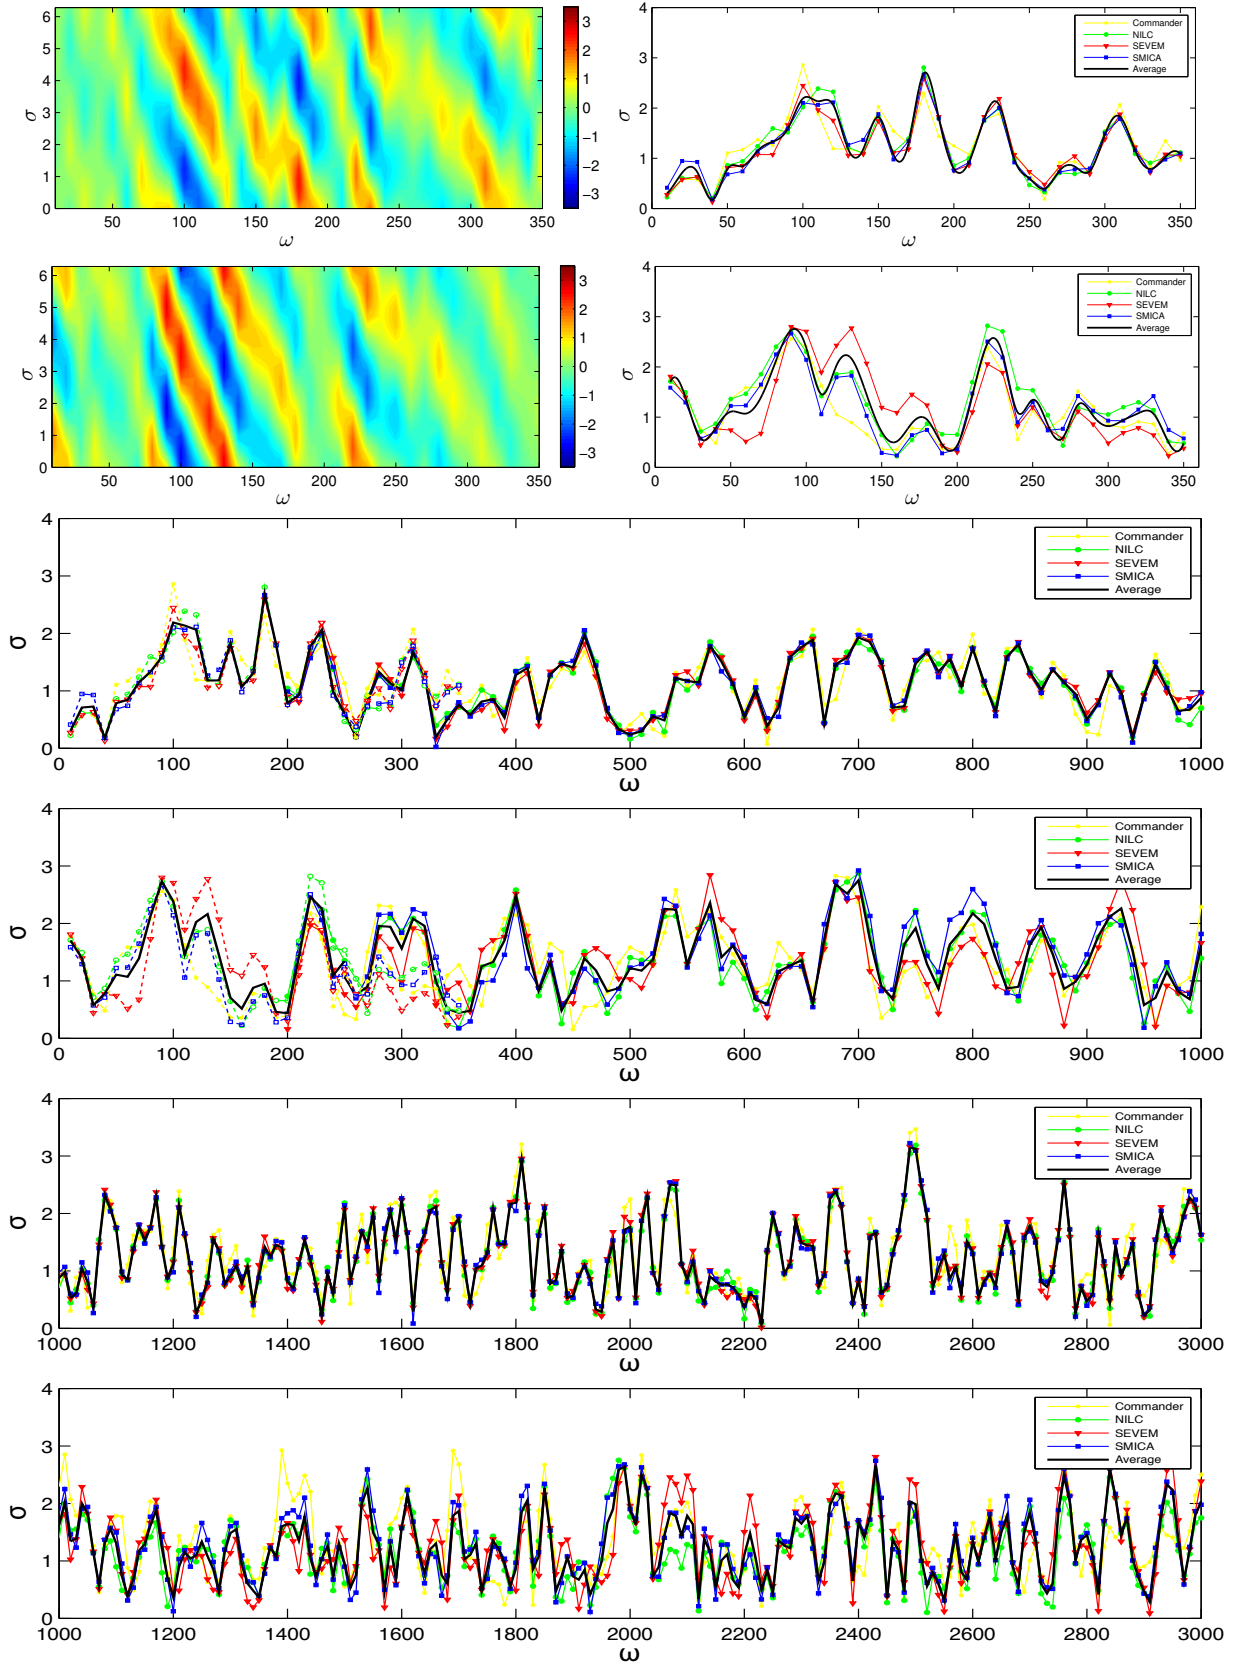 6
5
4
3
2
1
0
σ
50 100 150 200 250 300 350
ω
3
2
1
0
−1
−2
−3
4
3
2
1
0
σ
0 50 100 150 200 250 300 350
ω
Commander
NILC
SEVEM
SMICA
Average
6
5
4
3
2
1
0
σ
50 100 150 200 250 300 350
ω
3
2
1
0
−1
−2
−3
4
3
2
1
0
σ
0 50 100 150 200 250 300 350
ω
Commander
NILC
SEVEM
SMICA
Average
4
3
2
1
0
σ
0 100 200 300 400 500 600 700 800 900 1000
ω
Commander
NILC
SEVEM
SMICA
Average
4
3
2
1
0
σ
0 100 200 300 400 500 600 700 800 900 1000
ω
Commander
NILC
SEVEM
SMICA
Average
4
3
2
1
0
σ
1000 1200 1400 1600 1800 2000 2200 2400 2600 2800 3000
ω
Commander
NILC
SEVEM
SMICA
Average
4
3
2
1
0
σ
1000 1200 1400 1600 1800 2000 2200 2400 2600 2800 3000
ω
Commander
NILC
SEVEM
SMICA
Average